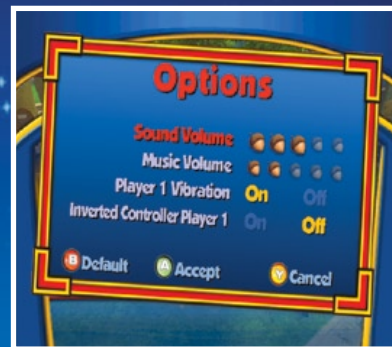 Options
Sound Volume
Music Volume
Player 1 Vibration On Off
Inverted Controller Player 1 On Off
B Default A Accept Y Cancel